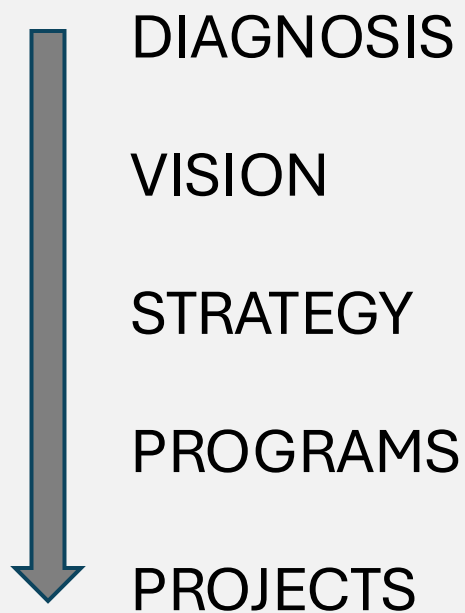 DIAGNOSIS
VISION
STRATEGY
PROGRAMS
PROJECTS